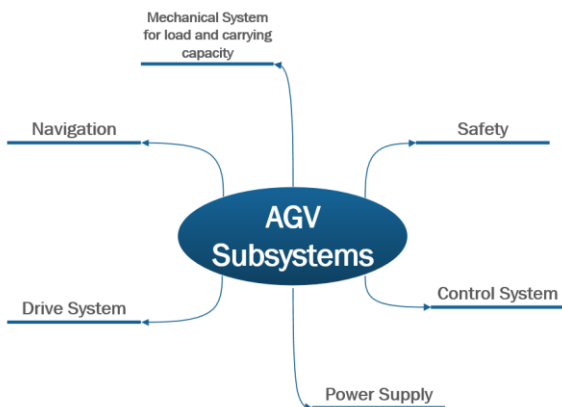 Mechanical System
for load and carrying
capacity
Navigation
Safety
AGV
Subsystems
Drive System
Control System
Power Supply